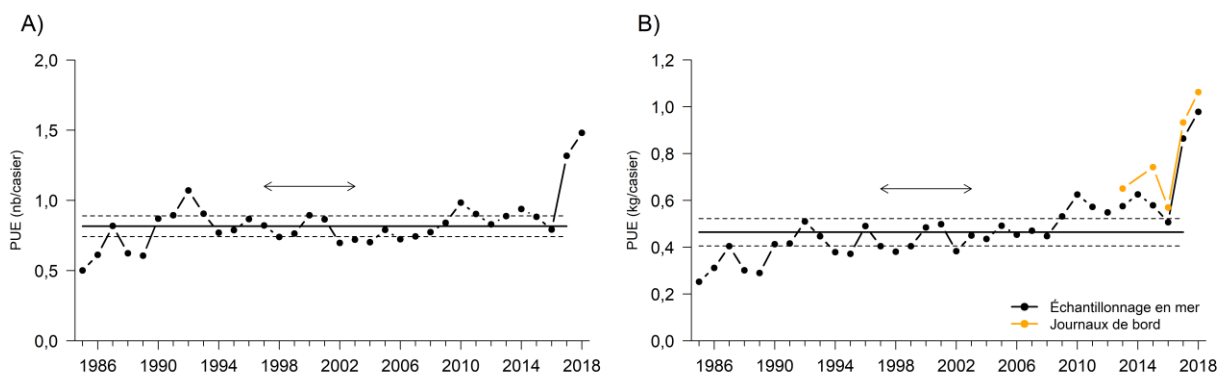 A)
PUE (nb/casier)
2,0
1,5
1,0
0,5
0,0
1986 1990 1994 1998 2002 2006 2010 2014 2018
B)
PUE (kg/casier)
1,2
1,0
0,8
0,6
0,4
0,2
0,0
Échantillonnage en mer
Journaux de bord
1986 1990 1994 1998 2002 2006 2010 2014 2018